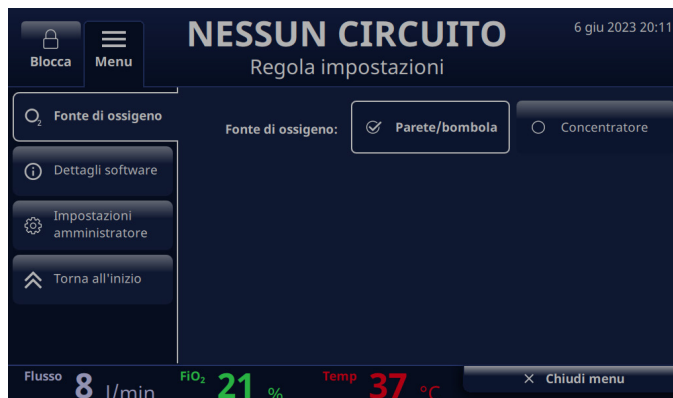 NESSUN CIRCUITO
6 giu 2023 20:11
Blocca
Menu
Regola impostazioni
O2 Fonte di ossigeno
Fonte di ossigeno:
Parete/bombola
Concentratore
Dettagli software
Impostazioni
amministratore
Torna all'inizio
Flusso 8 l/min
FiO2 21 %
Temp 37 °C
Chiudi menu